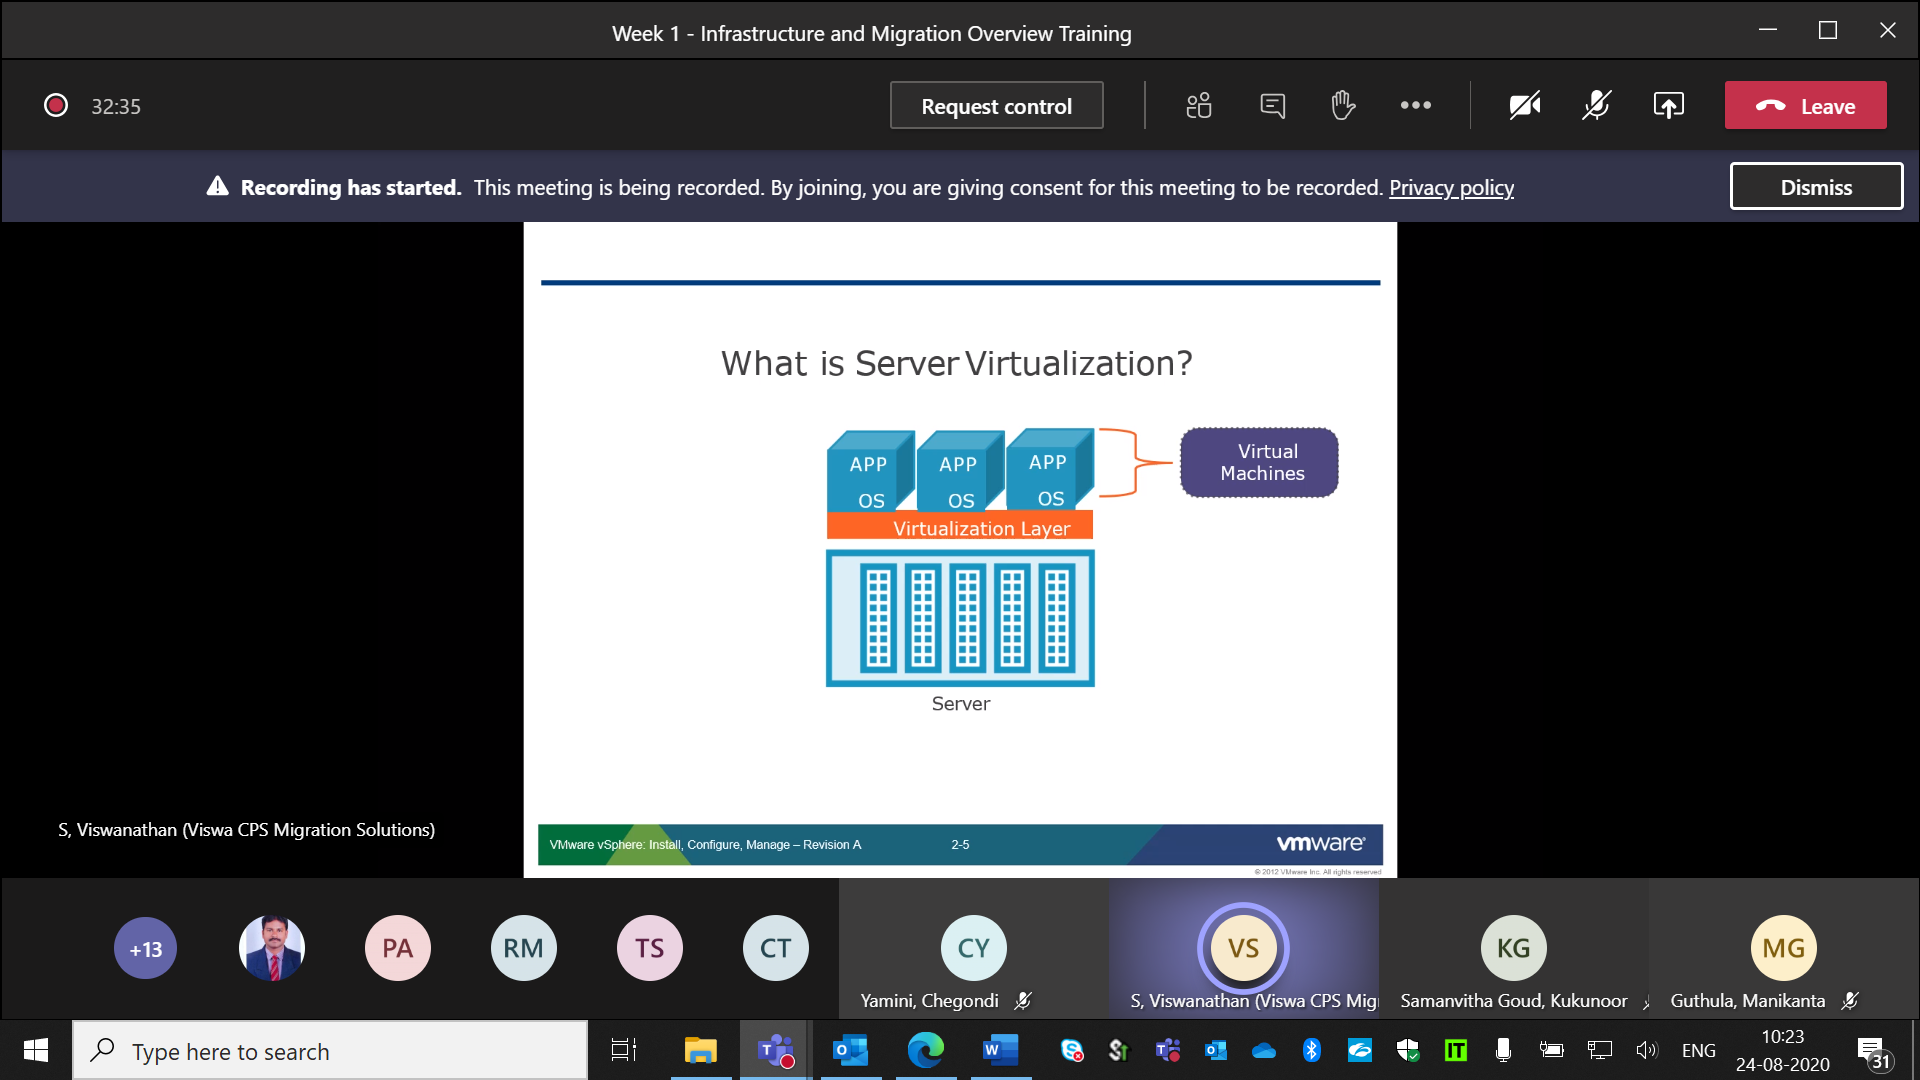 Week 1 - Infrastructure and Migration Overview Training
32:35
Request control
Leave
Recording has started. This meeting is being recorded. By joining, you are giving consent for this meeting to be recorded. Privacy policy
Dismiss
What is Server Virtualization?
APP APP APP
OS OS OS
Virtual
Machines
Virtualization Layer
Server
S, Viswanathan (Viswa CPS Migration Solutions)
VMware vSphere: Install, Configure, Manage – Revision A 2-5 vmware®
© 2012 VMware Inc. All rights reserved
+13 PA RM TS CT CY VS KG MG
Yamini, Chegondi S, Viswanathan (Viswa CPS Mig Samanvitha Goud, Kukunoor Guthula, Manikanta
Type here to search
ENG
10:23
24-08-2020
31